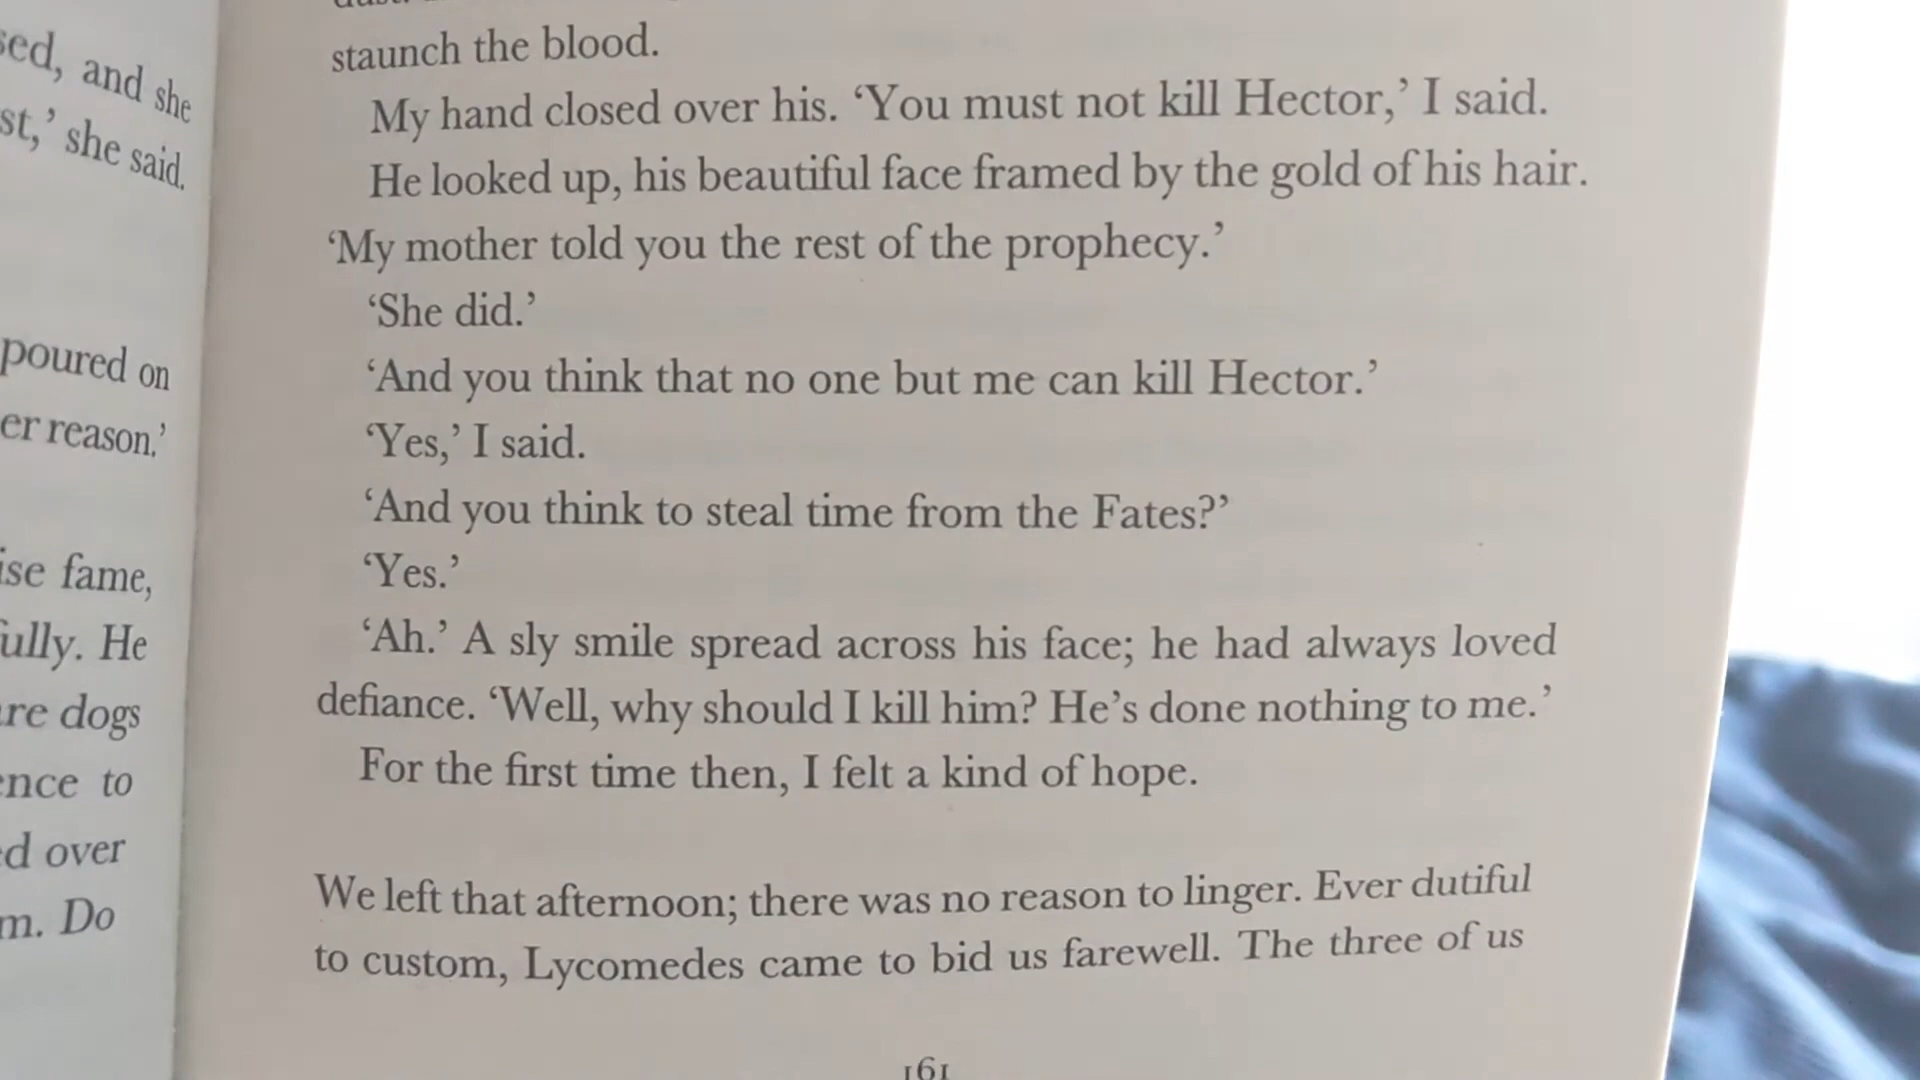 sed, and she
st,' she said.
poured on
er reason.'
ise fame,
fully. He
are dogs
ence to
ed over
m. Do
staunch the blood.
My hand closed over his. ‘You must not kill Hector,’ I said.
He looked up, his beautiful face framed by the gold of his hair.
‘My mother told you the rest of the prophecy.’
‘She did.’
‘And you think that no one but me can kill Hector.’
‘Yes,’ I said.
‘And you think to steal time from the Fates?’
‘Yes.’
‘Ah.’ A sly smile spread across his face; he had always loved
defiance. ‘Well, why should I kill him? He’s done nothing to me.’
For the first time then, I felt a kind of hope.
We left that afternoon; there was no reason to linger. Ever dutiful
to custom, Lycomedes came to bid us farewell. The three of us
161